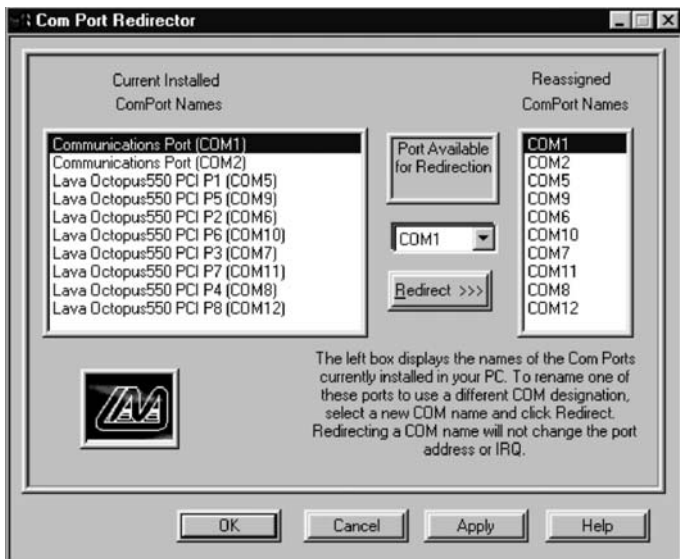 Com Port Redirector
Current Installed
ComPort Names
Communications Port (COM1)
Communications Port (COM2)
Lava Octopus550 PCI P1 (COM5)
Lava Octopus550 PCI P5 (COM9)
Lava Octopus550 PCI P2 (COM6)
Lava Octopus550 PCI P6 (COM10)
Lava Octopus550 PCI P3 (COM7)
Lava Octopus550 PCI P7 (COM11)
Lava Octopus550 PCI P4 (COM8)
Lava Octopus550 PCI P8 (COM12)
Port Available
for Redirection
COM1
Redirect >>>
Reassigned
ComPort Names
COM1
COM2
COM5
COM9
COM6
COM10
COM7
COM11
COM8
COM12
LAVA
The left box displays the names of the Com Ports
currently installed in your PC. To rename one of
these ports to use a different COM designation,
select a new COM name and click Redirect.
Redirecting a COM name will not change the port
address or IRQ.
OK
Cancel
Apply
Help